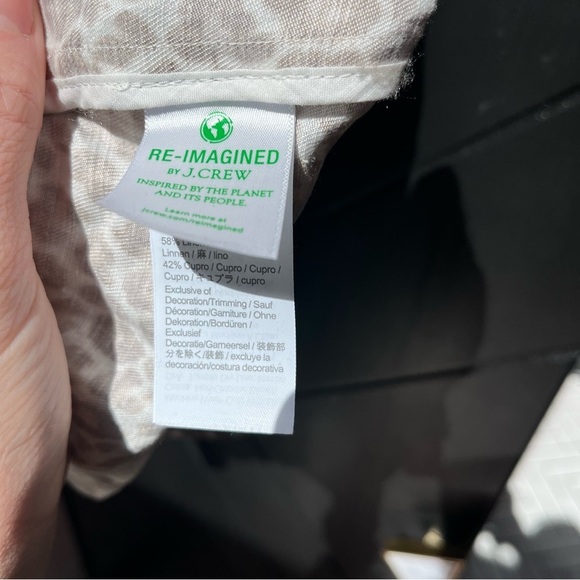 RE-IMAGINED
BY J.CREW
INSPIRED BY THE PLANET
AND ITS PEOPLE.
Learn more at
jcrew.com/reimagined
58%
Linnen / 麻 / lino
42% Cupro / Cupro / Cupro /
Cupro / キュプラ / cupro
Exclusive of
Decoration/Trimming / Sauf
Décoration/Garniture / Ohne
Dekoration/Bordüren /
Exclusief
Decoratie/Garneersel / 装飾部
分を除く/装飾 / excluye la
decoración/costura decorativa